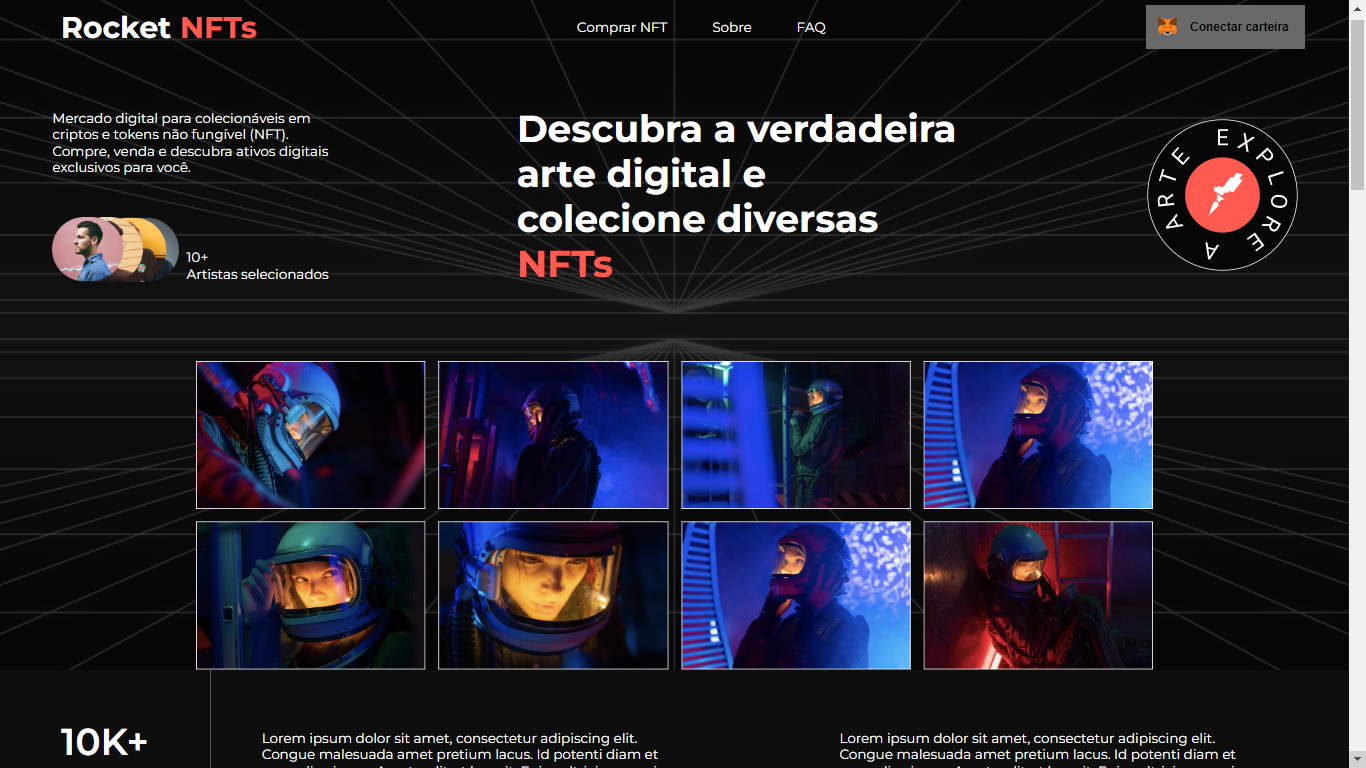 Rocket NFTs
Comprar NFT
Sobre
FAQ
Conectar carteira
Mercado digital para colecionáveis em
criptos e tokens não fungível (NFT).
Compre, venda e descubra ativos digitais
exclusivos para você.
10+
Artistas selecionados
Descubra a verdadeira
arte digital e
colecione diversas
NFTs
EXPLORE A ARTE
10K+
Lorem ipsum dolor sit amet, consectetur adipiscing elit.
Congue malesuada amet pretium lacus. Id potenti diam et
Lorem ipsum dolor sit amet, consectetur adipiscing elit.
Congue malesuada amet pretium lacus. Id potenti diam et